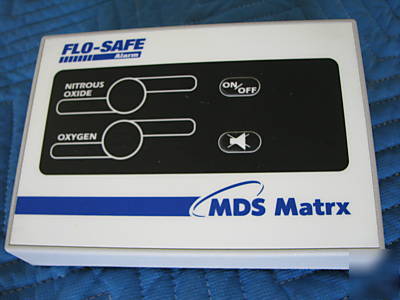 FLO-SAFE
Alarm
NITROUS
OXIDE
ON/OFF
OXYGEN
MDS Matrx